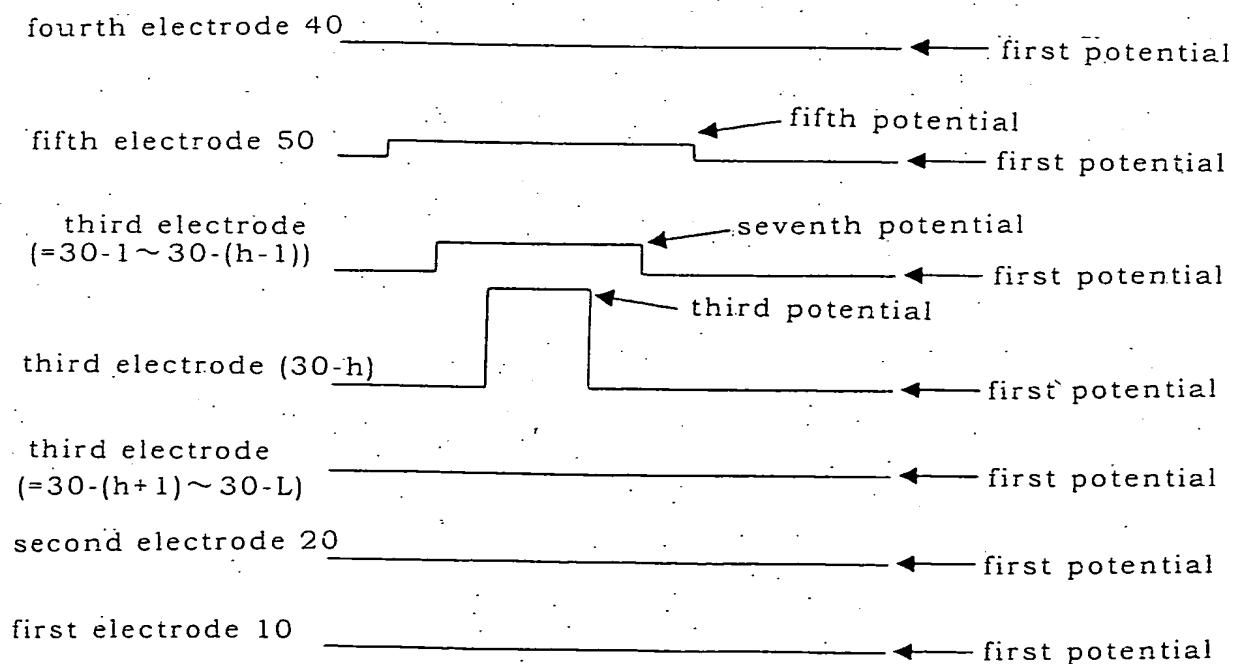 fourth electrode 40
first potential
fifth electrode 50
fifth potential
first potential
third electrode
(=30-1～30-(h-1))
seventh potential
first potential
third potential
third electrode (30-h)
first potential
third electrode
(=30-(h+1)～30-L)
first potential
second electrode 20
first potential
first electrode 10
first potential